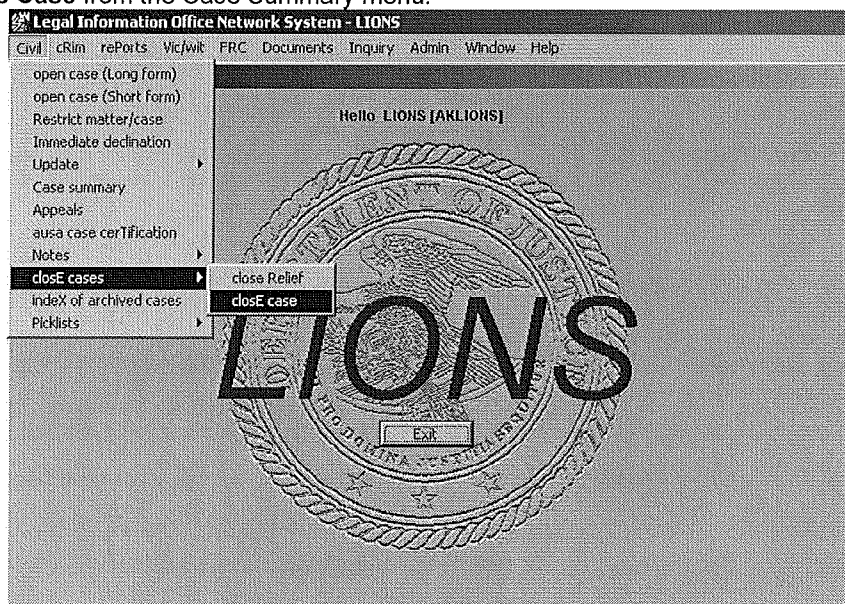 e Case from the Case Summary menu.
Legal Information Office Network System - LIONS
Civil cRim rePorts Vic/wit FRC Documents Inquiry Admin Window Help
open case (Long form)
open case (Short form)
Restrict matter/case
Immediate declination
Update
Case summary
Appeals
ausa case cerTification
Notes
closE cases
indeX of archived cases
Picklists
close Relief
closE case
Hello LIONS [AKLIONS]
LIONS
Exit